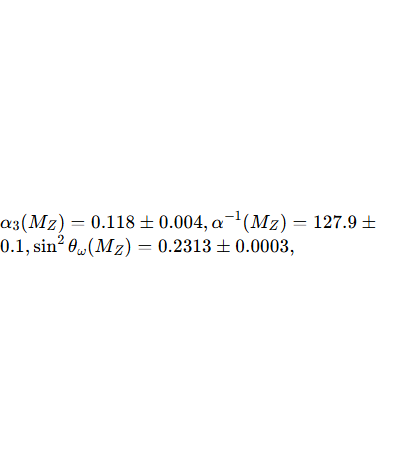 α₃(M_Z) = 0.118 ± 0.004, α⁻¹(M_Z) = 127.9 ±
0.1, sin² θ_ω(M_Z) = 0.2313 ± 0.0003,